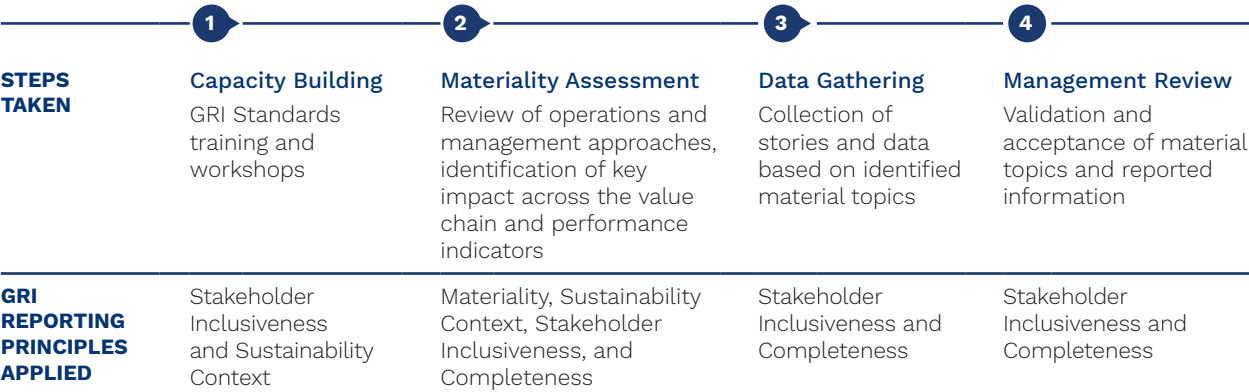 1
2
3
4
STEPS
TAKEN
Capacity Building
GRI Standards
training and
workshops
Materiality Assessment
Review of operations and
management approaches,
identification of key
impact across the value
chain and performance
indicators
Data Gathering
Collection of
stories and data
based on identified
material topics
Management Review
Validation and
acceptance of material
topics and reported
information
GRI
REPORTING
PRINCIPLES
APPLIED
Stakeholder
Inclusiveness
and Sustainability
Context
Materiality, Sustainability
Context, Stakeholder
Inclusiveness, and
Completeness
Stakeholder
Inclusiveness and
Completeness
Stakeholder
Inclusiveness and
Completeness